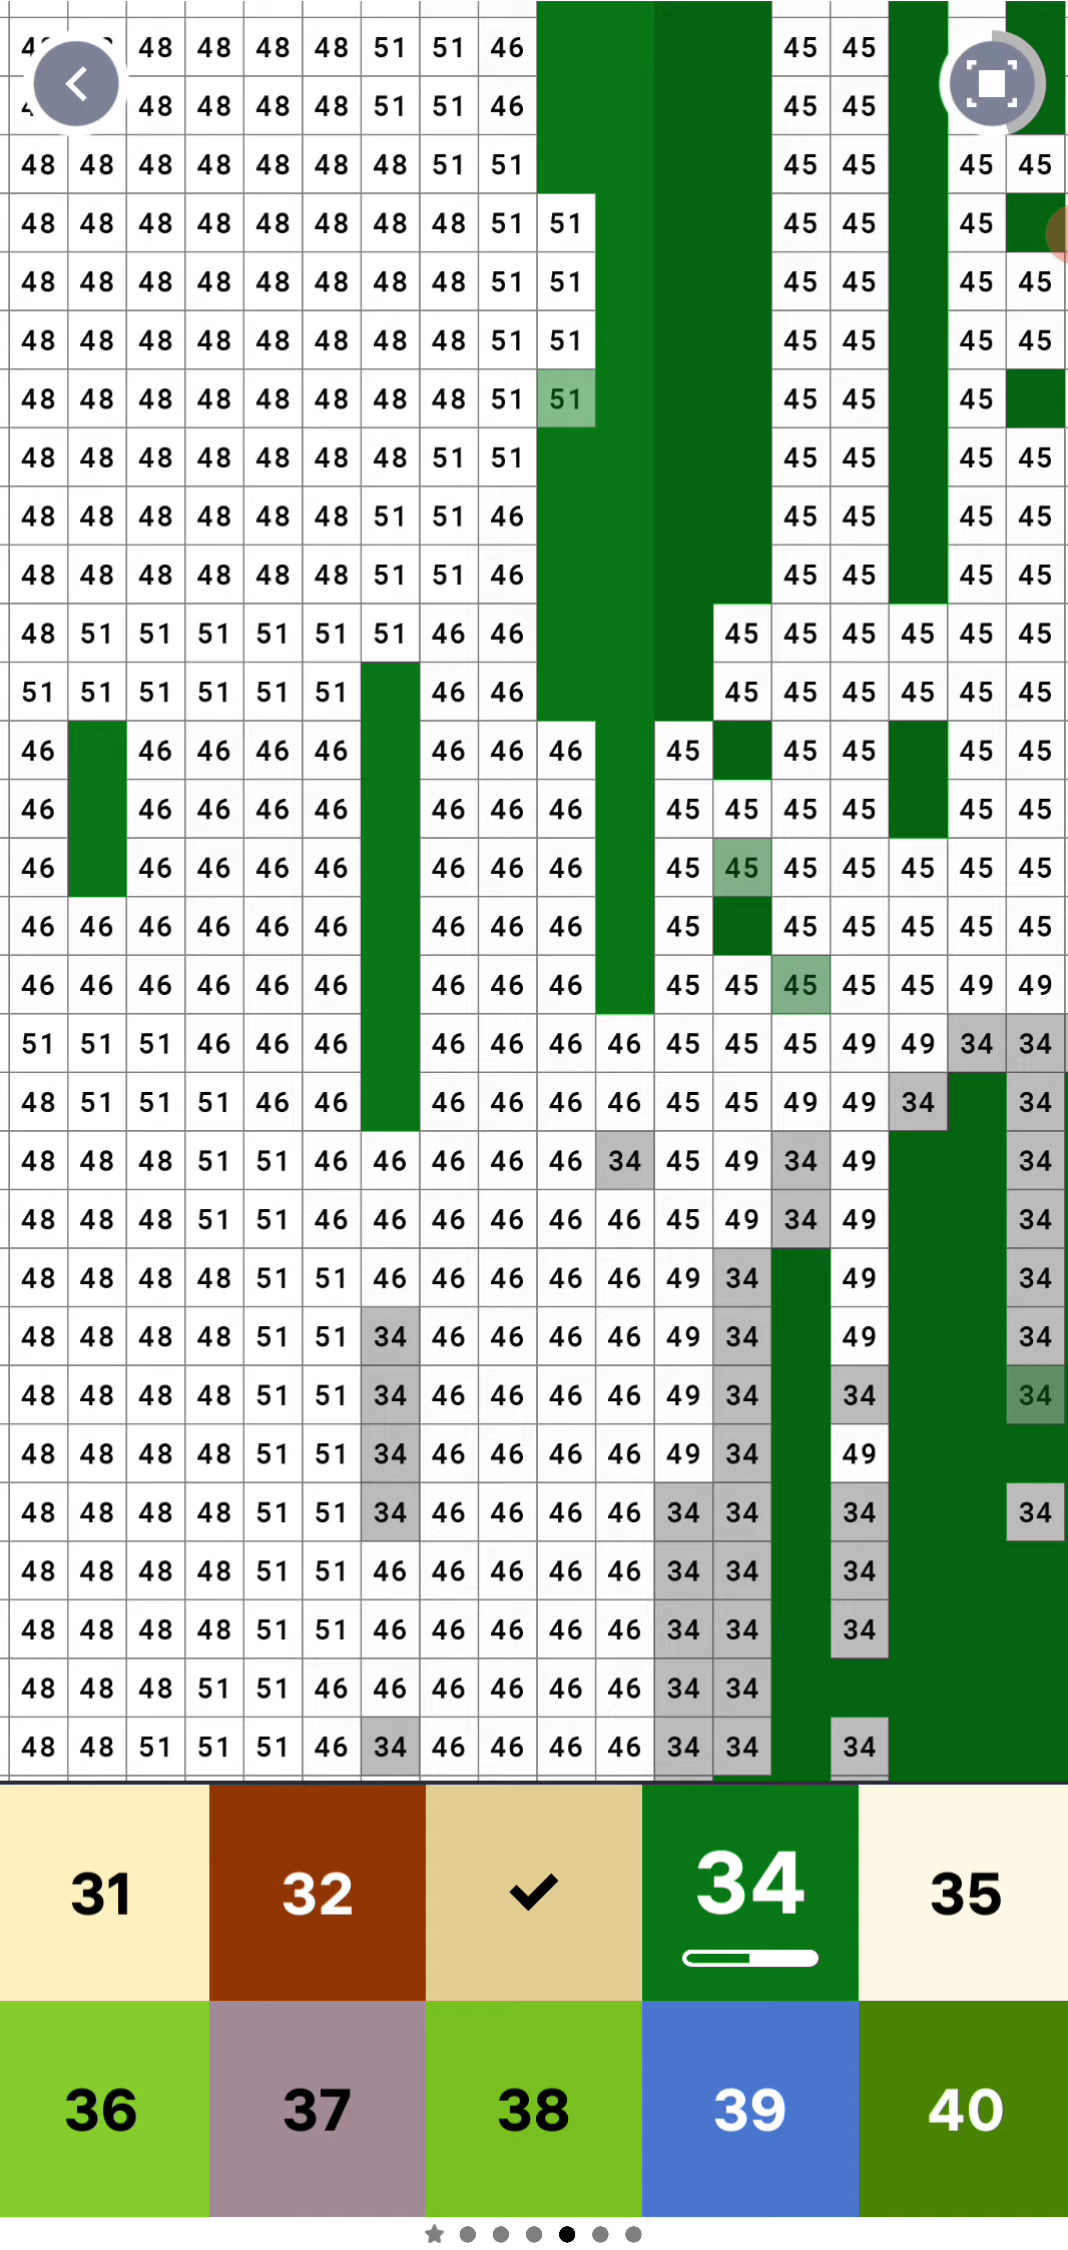 48 48 48 48 48 51 51 46 45 45
48 48 48 48 51 51 46 45 45
48 48 48 48 48 48 48 51 51 45 45 45 45
48 48 48 48 48 48 48 48 51 51 45 45 45
48 48 48 48 48 48 48 48 51 51 45 45 45 45
48 48 48 48 48 48 48 48 51 51 45 45 45 45
48 48 48 48 48 48 48 48 51 51 45 45 45
48 48 48 48 48 48 48 51 51 45 45 45 45
48 48 48 48 48 48 51 51 46 45 45 45 45
48 48 48 48 48 48 51 51 46 45 45 45 45
48 51 51 51 51 51 51 46 46 45 45 45 45 45 45
51 51 51 51 51 51 46 46 45 45 45 45 45 45
46 46 46 46 46 46 46 46 45 45 45 45 45
46 46 46 46 46 46 46 46 45 45 45 45 45 45
46 46 46 46 46 46 46 46 45 45 45 45 45 45 45
46 46 46 46 46 46 46 46 46 45 45 45 45 45 45
46 46 46 46 46 46 46 46 46 45 45 45 45 45 49 49
51 51 51 46 46 46 46 46 46 46 45 45 45 49 49 34 34
48 51 51 51 46 46 46 46 46 46 45 45 49 49 34 34
48 48 48 51 51 46 46 46 46 46 34 45 49 34 49 34
48 48 48 51 51 46 46 46 46 46 46 45 49 34 49 34
48 48 48 48 51 51 46 46 46 46 46 49 34 49 34
48 48 48 48 51 51 34 46 46 46 46 49 34 49 34
48 48 48 48 51 51 34 46 46 46 46 49 34 34 34
48 48 48 48 51 51 34 46 46 46 46 49 34 49
48 48 48 48 51 51 34 46 46 46 46 34 34 34 34
48 48 48 48 51 51 46 46 46 46 46 34 34 34
48 48 48 48 51 51 46 46 46 46 46 34 34 34
48 48 48 51 51 46 46 46 46 46 46 34 34
48 48 51 51 51 46 34 46 46 46 46 34 34 34
31 32 34 35
36 37 38 39 40